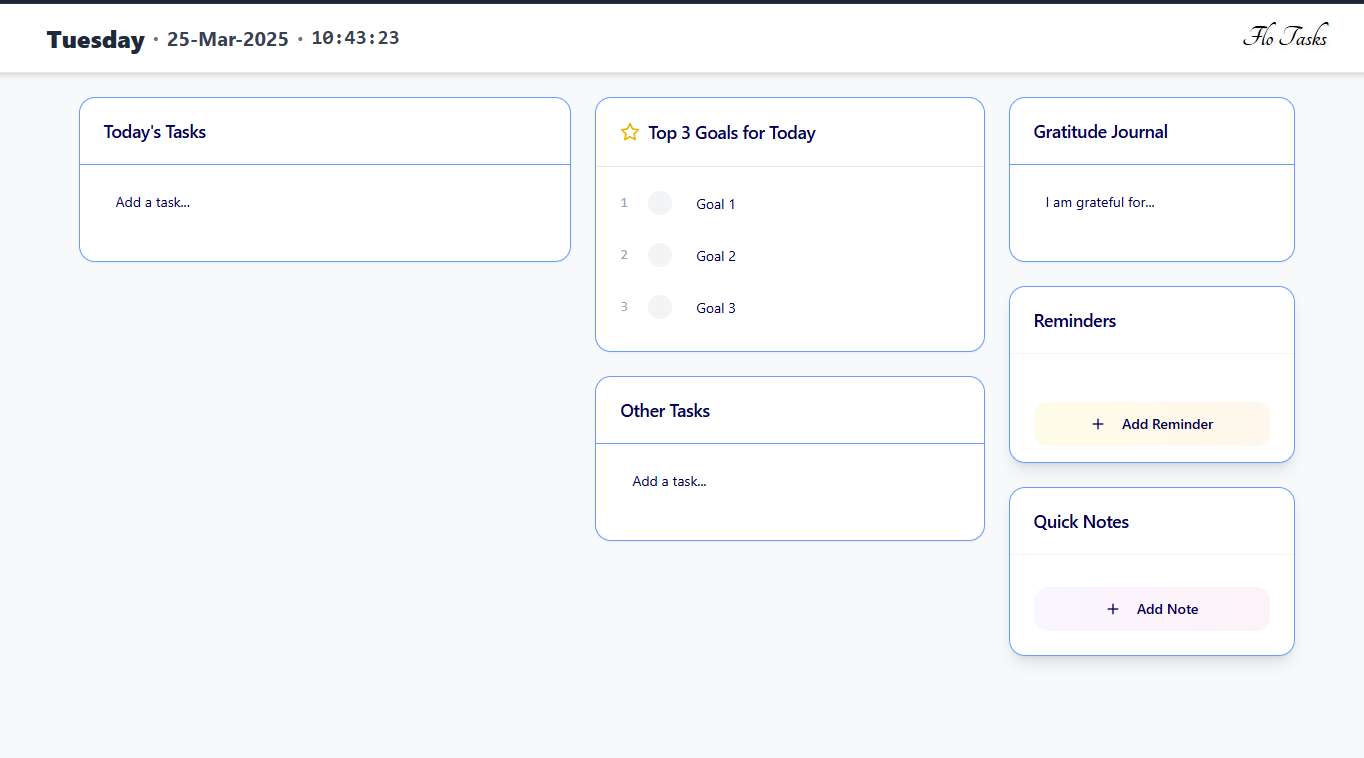 Tuesday · 25-Mar-2025 · 10:43:23
Flo Tasks
Today's Tasks
Add a task...
Top 3 Goals for Today
1 Goal 1
2 Goal 2
3 Goal 3
Other Tasks
Add a task...
Gratitude Journal
I am grateful for...
Reminders
+ Add Reminder
Quick Notes
+ Add Note